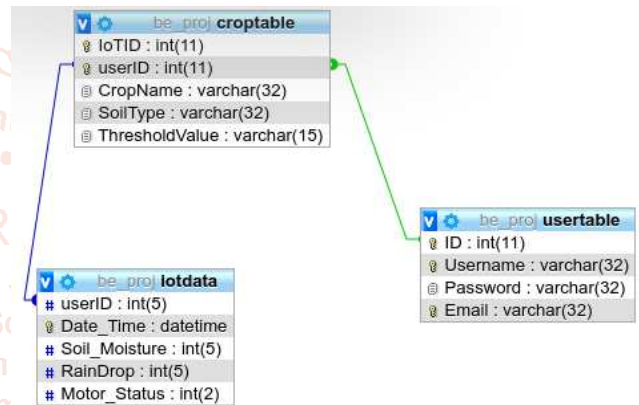 be_proj croptable
IoTID : int(11)
userID : int(11)
CropName : varchar(32)
SoilType : varchar(32)
ThresholdValue : varchar(15)
be_proj usertable
ID : int(11)
Username : varchar(32)
Password : varchar(32)
Email : varchar(32)
be_proj iotdata
# userID : int(5)
Date_Time : datetime
# Soil_Moisture : int(5)
# RainDrop : int(5)
# Motor_Status : int(2)